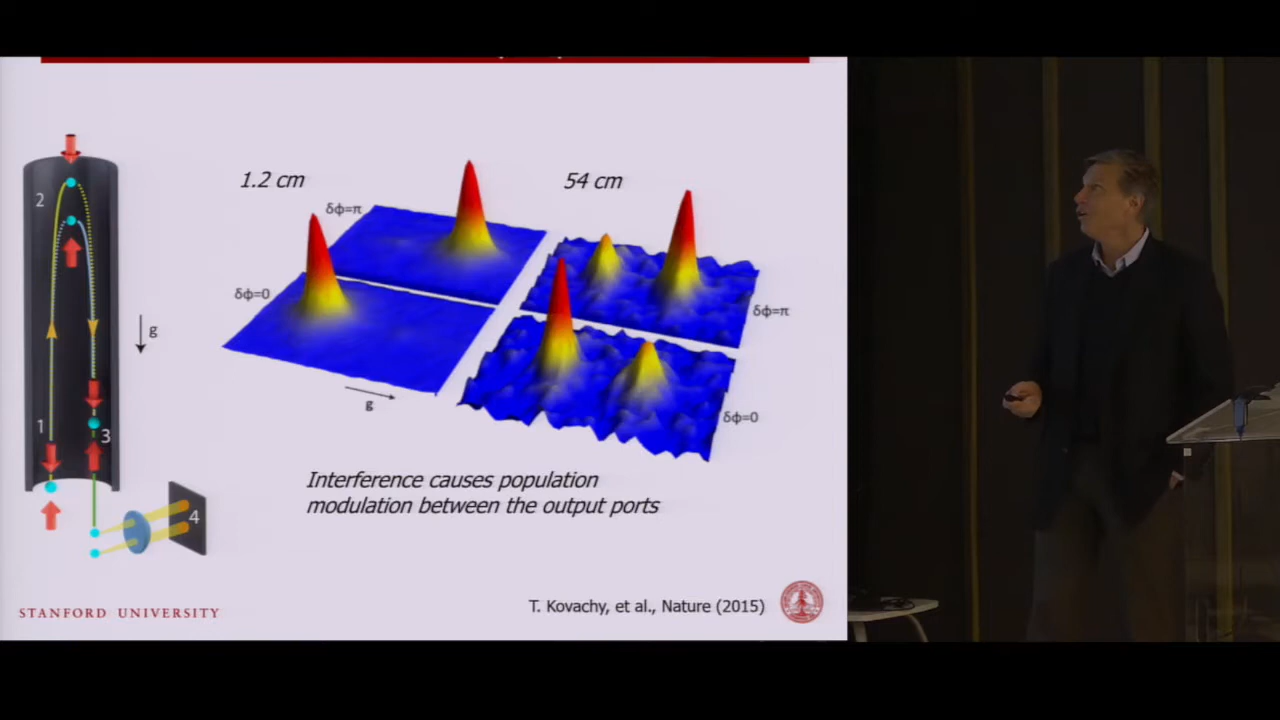 1.2 cm
54 cm
δϕ=π
δϕ=0
g
δϕ=π
δϕ=0
2
1
3
4
g
Interference causes population
modulation between the output ports
T. Kovachy, et al., Nature (2015)
STANFORD UNIVERSITY